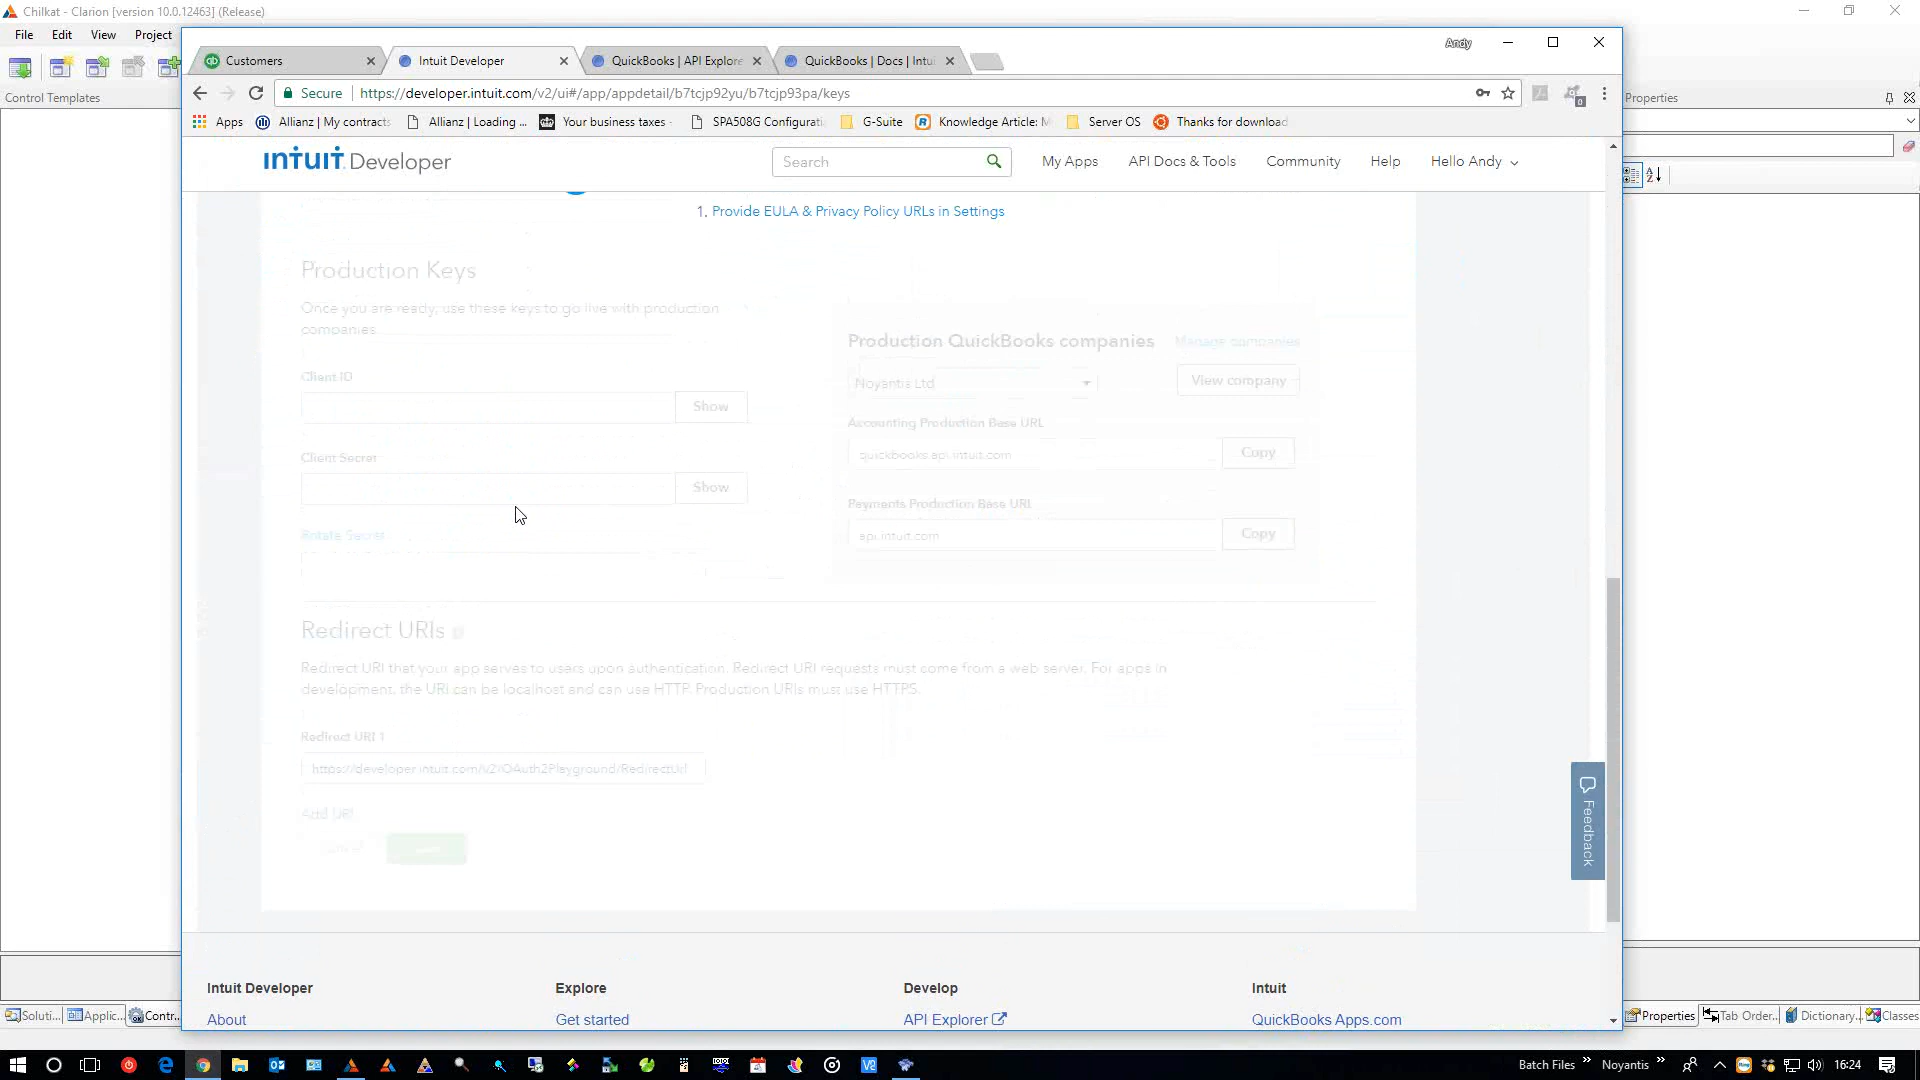 Chilkat - Clarion [version 10.0.12463] (Release)
File Edit View Project
Control Templates
Customers
Intuit Developer
QuickBooks | API Explore
QuickBooks | Docs | Intu
Andy
Secure https://developer.intuit.com/v2/ui#/app/appdetail/b7tcjp92yu/b7tcjp93pa/keys
Apps Allianz | My contracts Allianz | Loading ... Your business taxes SPA508G Configurati G-Suite Knowledge Article: M Server OS Thanks for download
Properties
intuit Developer
Search
My Apps API Docs & Tools Community Help Hello Andy
1. Provide EULA & Privacy Policy URLs in Settings
Production Keys
Once you are ready, use these keys to go live with production
companies.
Client ID
Show
Client Secret
Show
Rotate Secret
Production QuickBooks companies Manage companies
Noyantis Ltd View company
Accounting Production Base URL
quickbooks.api.intuit.com Copy
Payments Production Base URL
api.intuit.com Copy
Redirect URIs
Redirect URI that your app serves to users upon authentication. Redirect URI requests must come from a web server. For apps in
development, the URI can be localhost and can use HTTP. Production URIs must use HTTPS.
Redirect URI 1
https://developer.intuit.com/v2/OAuth2Playground/RedirectUrl
Add URI
Feedback
Intuit Developer Explore Develop Intuit
About Get started API Explorer QuickBooks Apps.com
Soluti... Applic... Contr...
Properties Tab Order... Dictionary... Classes
Batch Files Noyantis 16:24